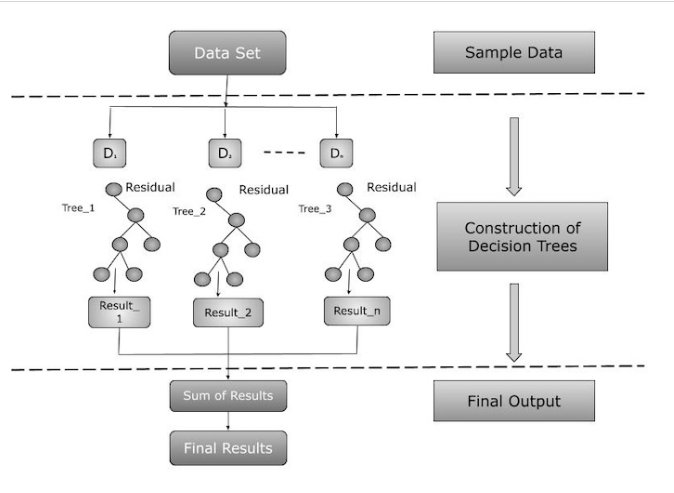 Data Set
Sample Data
D₁
D₂
Dₙ
Residual
Residual
Residual
Tree_1
Tree_2
Tree_3
Construction of
Decision Trees
Result_
1
Result_2
Result_n
Sum of Results
Final Output
Final Results